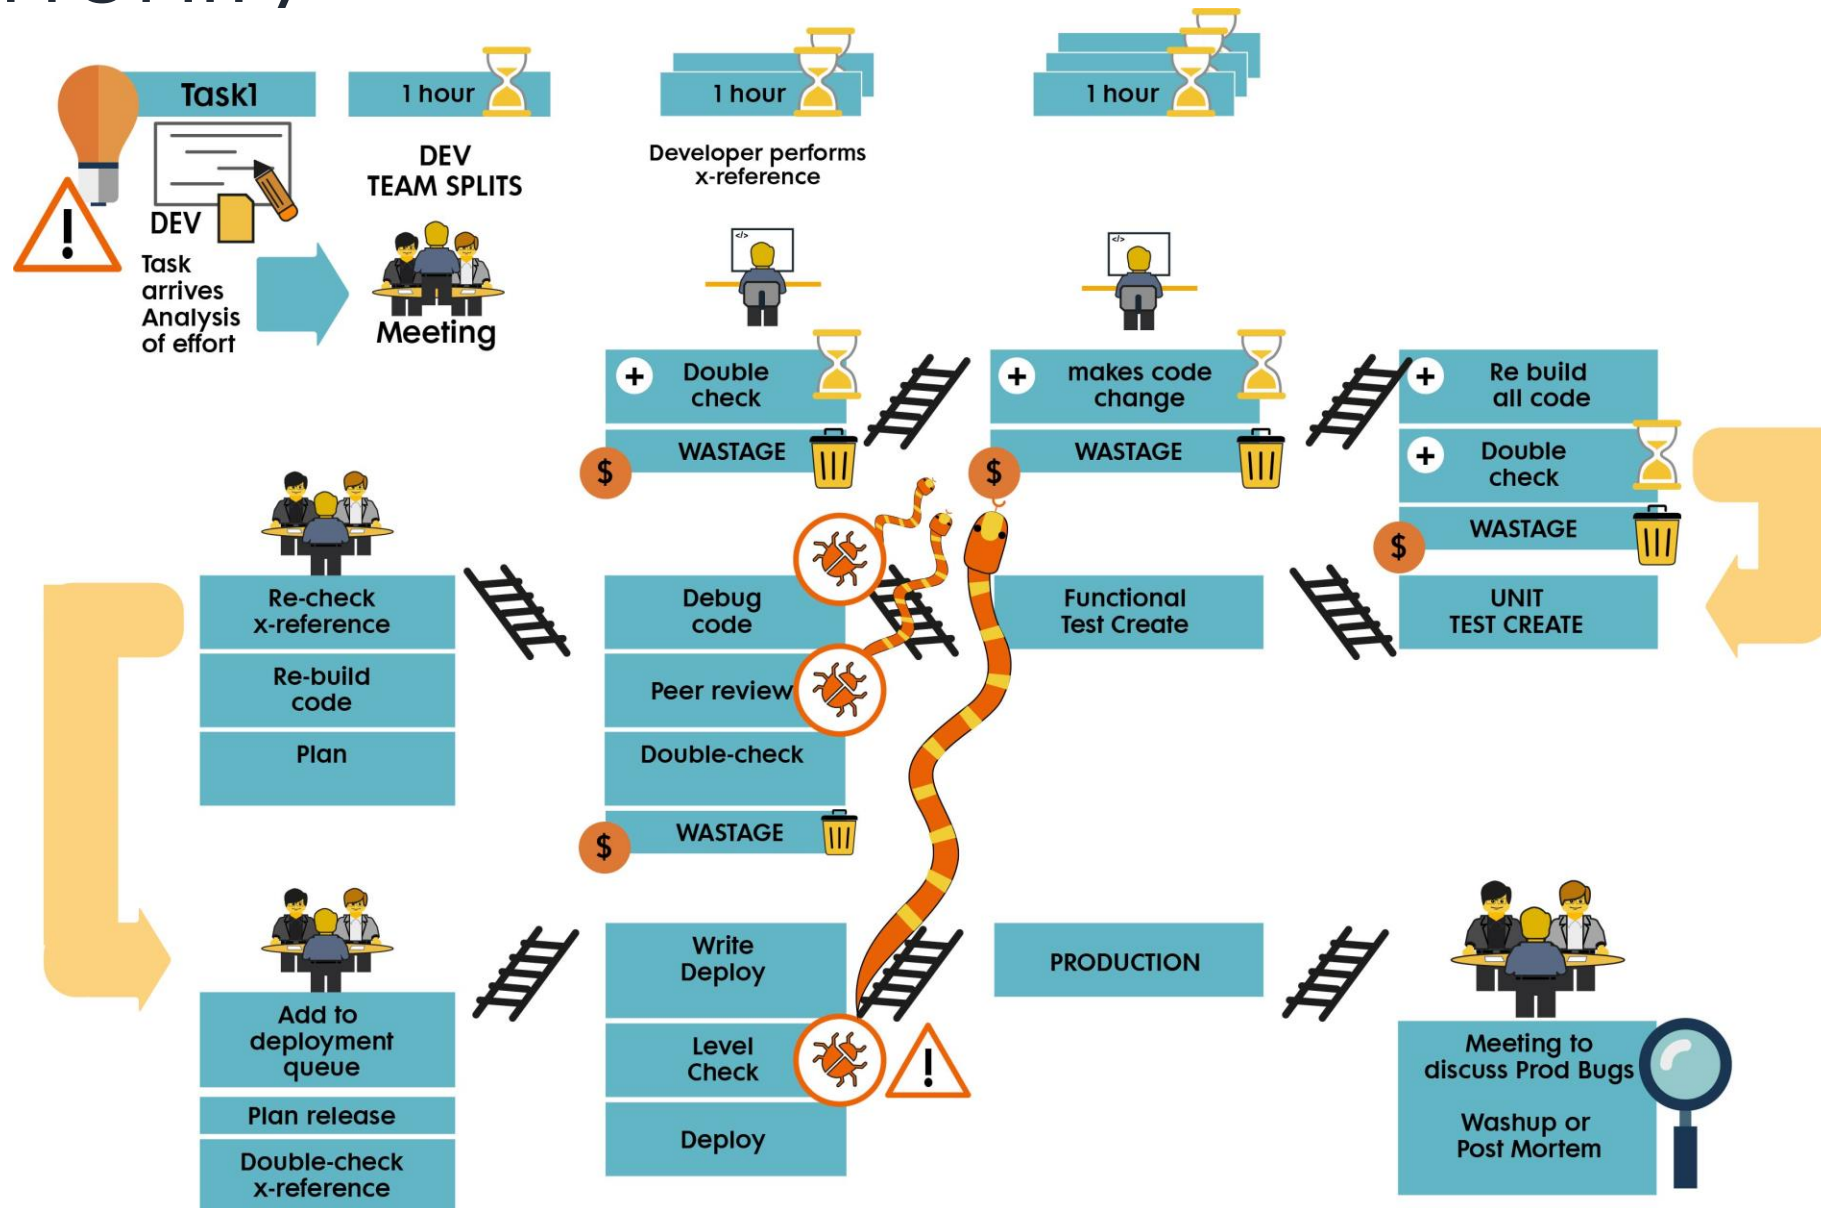 Task1
1 hour
1 hour
1 hour
DEV
Task
arrives
Analysis
of effort
DEV
TEAM SPLITS
Meeting
Developer performs
x-reference
</>
</>
+
Double
check
WASTAGE
$
+
makes code
change
WASTAGE
$
+
Re build
all code
+
Double
check
WASTAGE
$
Re-check
x-reference
Re-build
code
Plan
Debug
code
Peer review
Double-check
WASTAGE
$
Functional
Test Create
UNIT
TEST CREATE
Add to
deployment
queue
Plan release
Double-check
x-reference
Write
Deploy
Level
Check
!
Deploy
PRODUCTION
Meeting to
discuss Prod Bugs
Washup or
Post Mortem